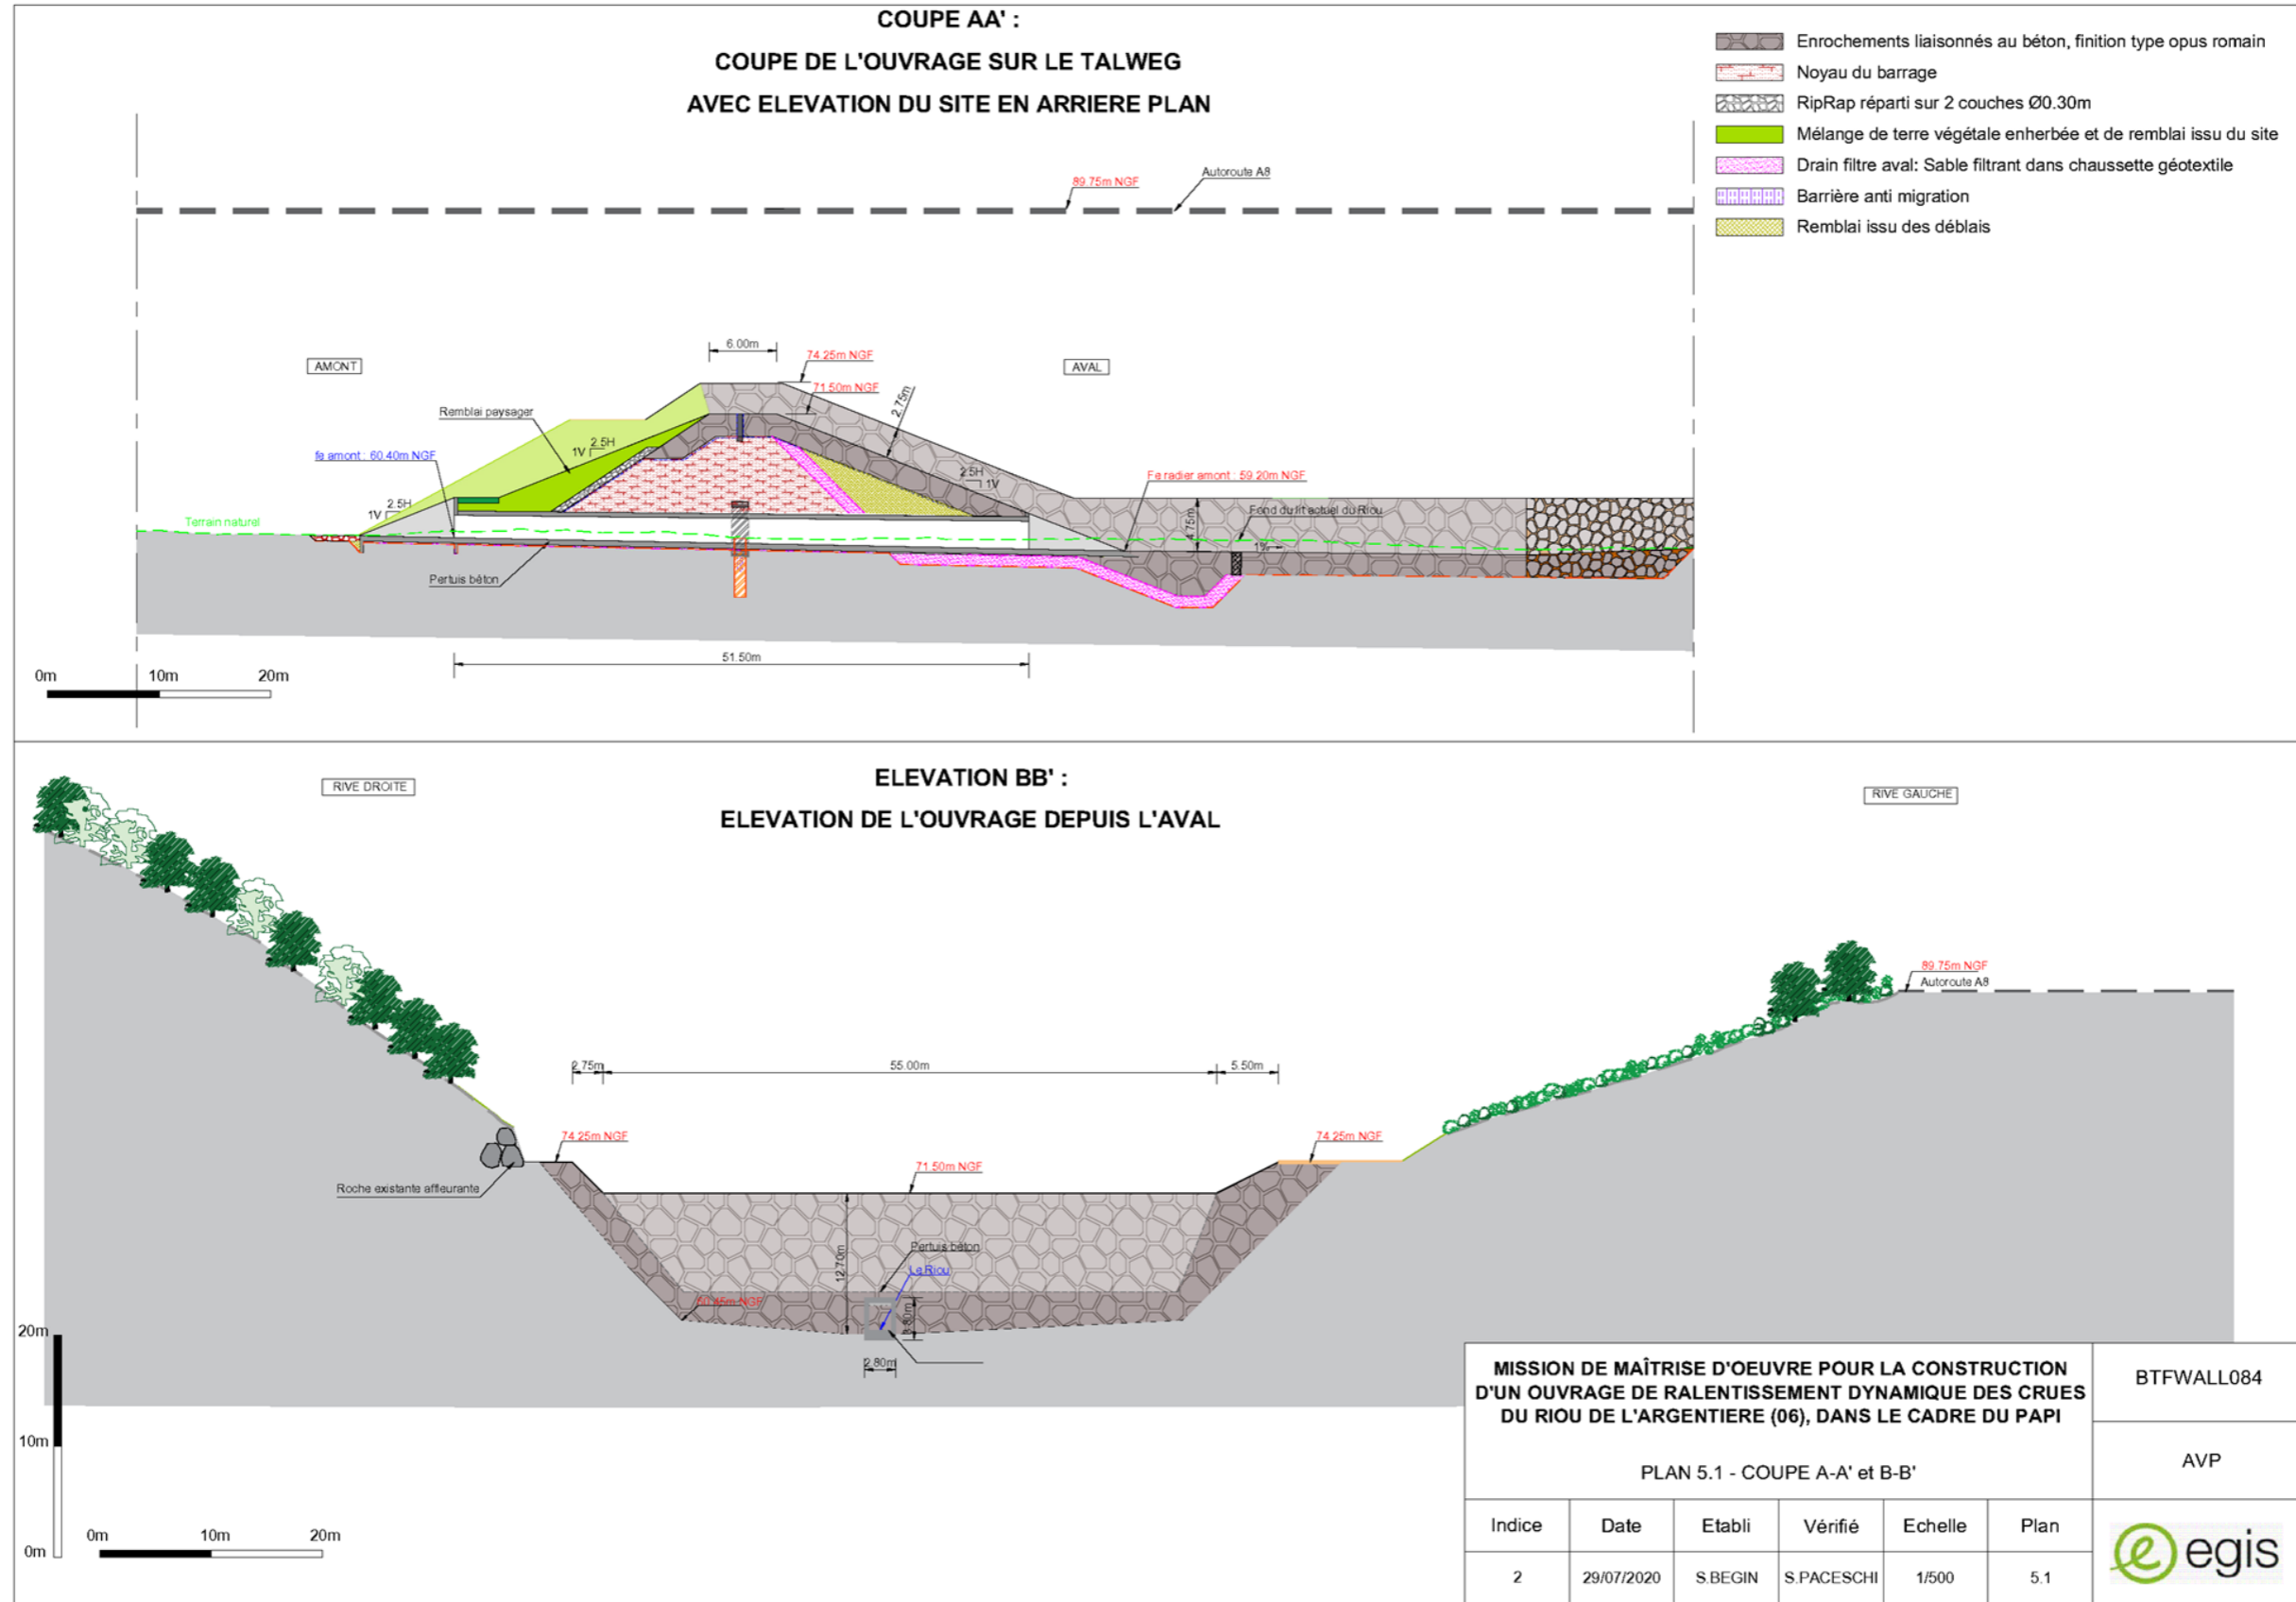 COUPE AA' :
COUPE DE L'OUVRAGE SUR LE TALWEG
AVEC ELEVATION DU SITE EN ARRIERE PLAN
Enrochements liaisonnés au béton, finition type opus romain
Noyau du barrage
RipRap réparti sur 2 couches Ø0.30m
Mélange de terre végétale enherbée et de remblai issu du site
Drain filtre aval: Sable filtrant dans chaussette géotextile
Barrière anti migration
Remblai issu des déblais
89.75m NGF
Autoroute A8
AMONT
6.00m
74.25m NGF
71.50m NGF
AVAL
2.75m
Remblai paysager
2.5H
1V
fe amont : 60.40m NGF
2.5H
1V
2.5H
1V
Fe radier amont : 59.20m NGF
Terrain naturel
4.75m
Fond du lit actuel du Riou
1%
Pertuis béton
51.50m
0m
10m
20m
RIVE DROITE
ELEVATION BB' :
ELEVATION DE L'OUVRAGE DEPUIS L'AVAL
RIVE GAUCHE
89.75m NGF
Autoroute A8
2.75m
55.00m
5.50m
74.25m NGF
71.50m NGF
74.25m NGF
Roche existante affleurante
12.70m
Pertuis béton
Le Riou
60.45m NGF
3.80m
2.80m
20m
10m
0m
0m
10m
20m
MISSION DE MAÎTRISE D'OEUVRE POUR LA CONSTRUCTION
D'UN OUVRAGE DE RALENTISSEMENT DYNAMIQUE DES CRUES
DU RIOU DE L'ARGENTIERE (06), DANS LE CADRE DU PAPI
PLAN 5.1 - COUPE A-A' et B-B'
BTFWALL084
AVP
Indice Date Etabli Vérifié Echelle Plan
2 29/07/2020 S.BEGIN S.PACESCHI 1/500 5.1
egis